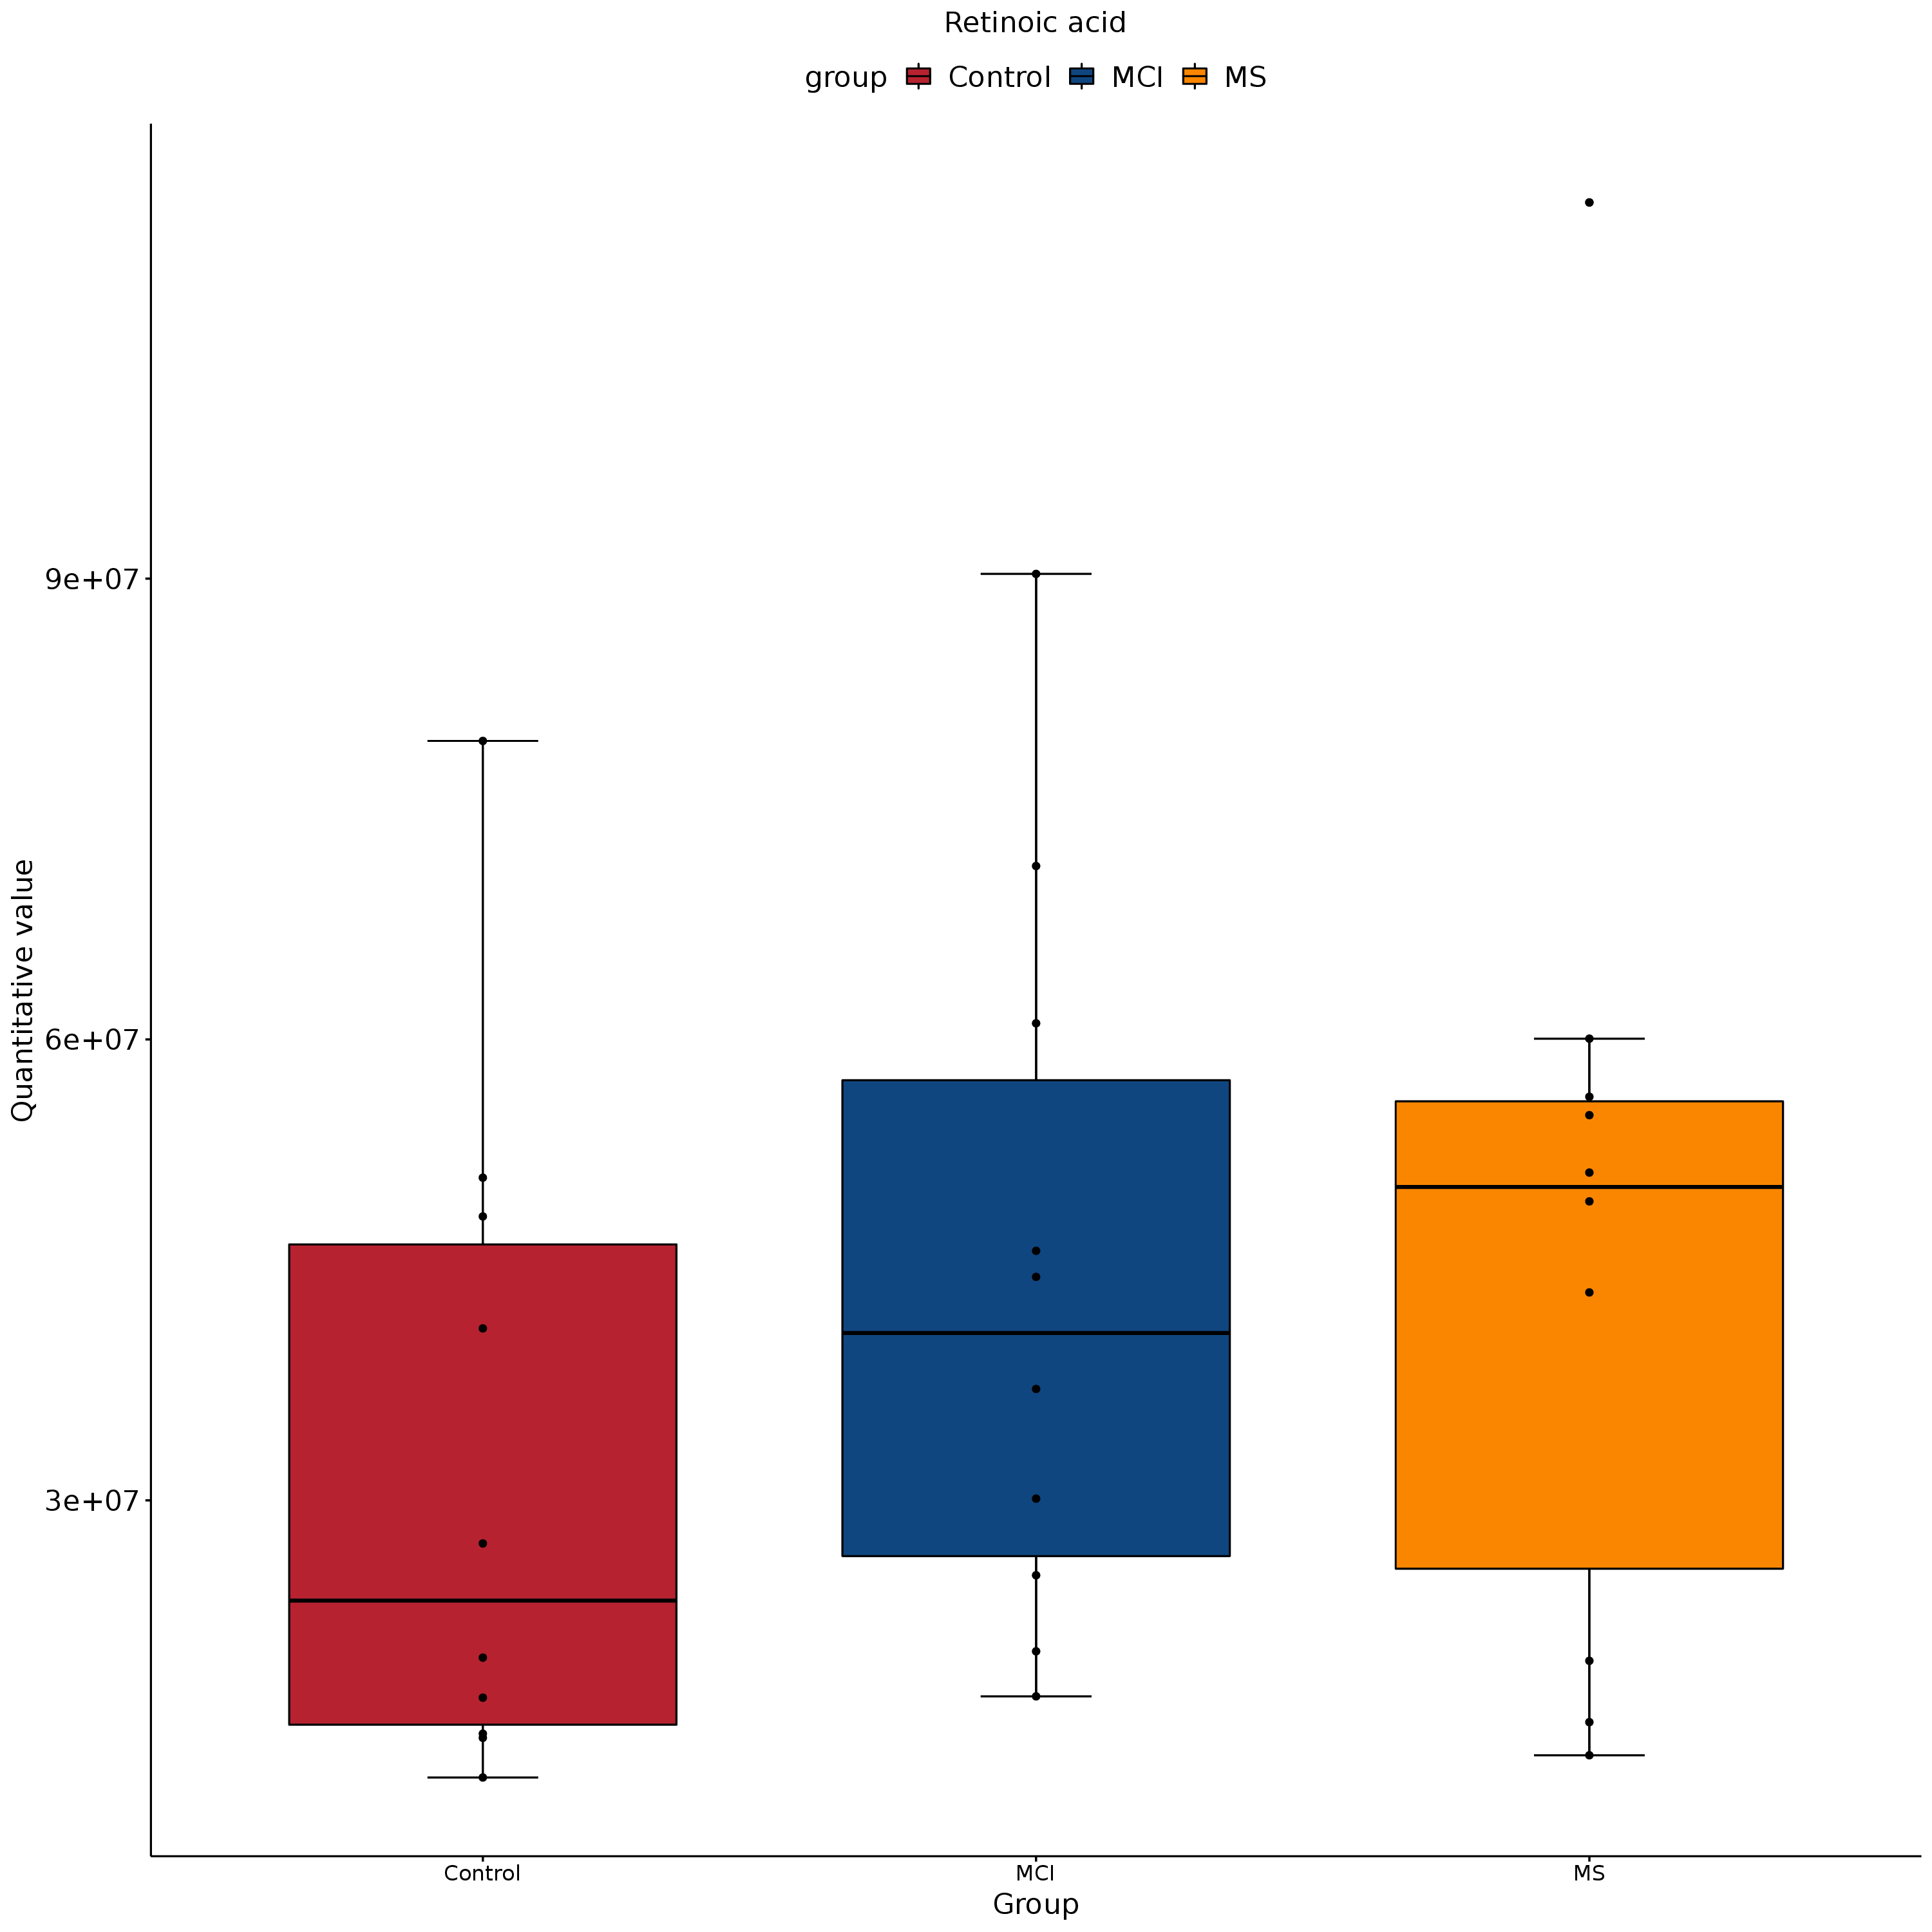 Retinoic acid
group Control MCI MS
Quantitative value
9e+07
6e+07
3e+07
Control MCI MS
Group